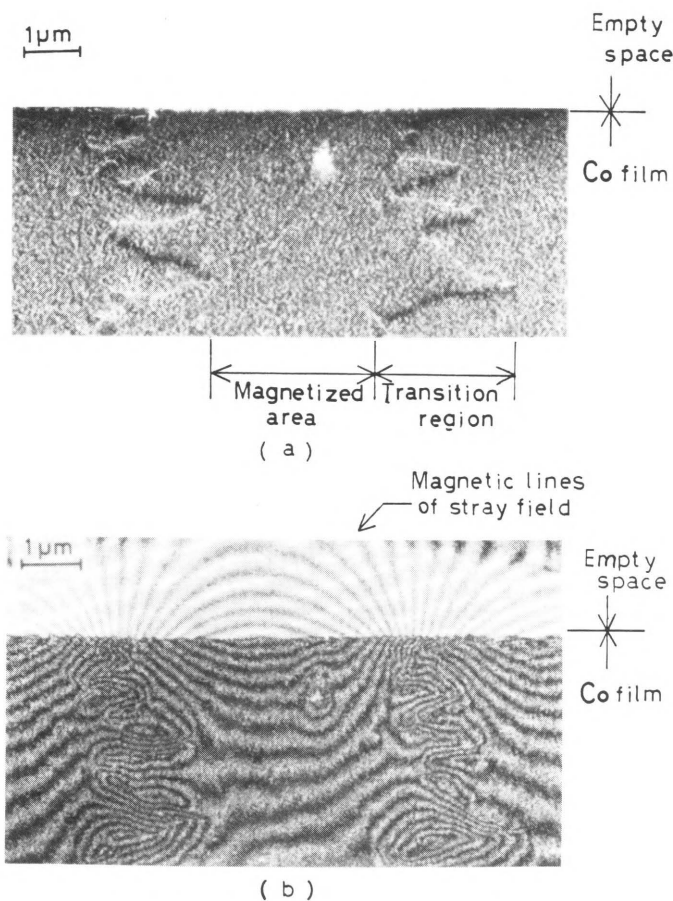 1μm
Empty
space
Co film
Magnetized
area
Transition
region
( a )
Magnetic lines
of stray field
1μm
Empty
space
Co film
( b )